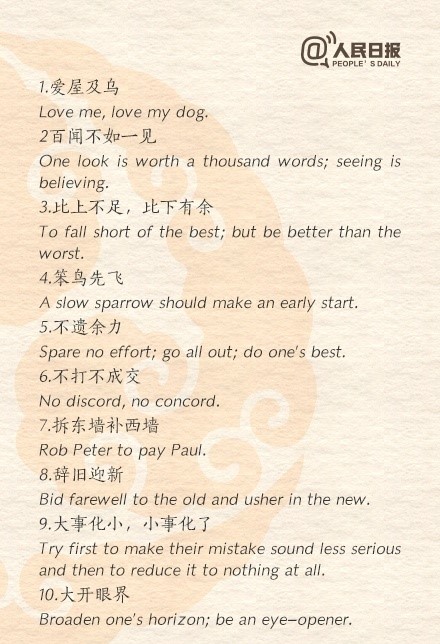 @人民日报
PEOPLE'S DAILY
1.爱屋及乌
Love me, love my dog.
2百闻不如一见
One look is worth a thousand words; seeing is
believing.
3.比上不足，比下有余
To fall short of the best; but be better than the
worst.
4.笨鸟先飞
A slow sparrow should make an early start.
5.不遗余力
Spare no effort; go all out; do one's best.
6.不打不成交
No discord, no concord.
7.拆东墙补西墙
Rob Peter to pay Paul.
8.辞旧迎新
Bid farewell to the old and usher in the new.
9.大事化小，小事化了
Try first to make their mistake sound less serious
and then to reduce it to nothing at all.
10.大开眼界
Broaden one's horizon; be an eye-opener.